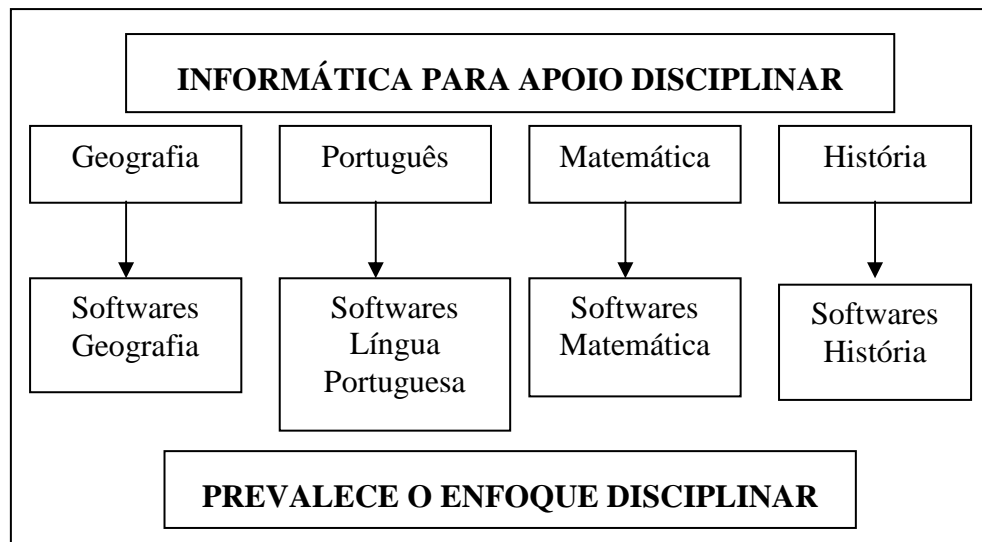 INFORMÁTICA PARA APOIO DISCIPLINAR
Geografia
Português
Matemática
História
Softwares
Geografia
Softwares
Língua
Portuguesa
Softwares
Matemática
Softwares
História
PREVALECE O ENFOQUE DISCIPLINAR